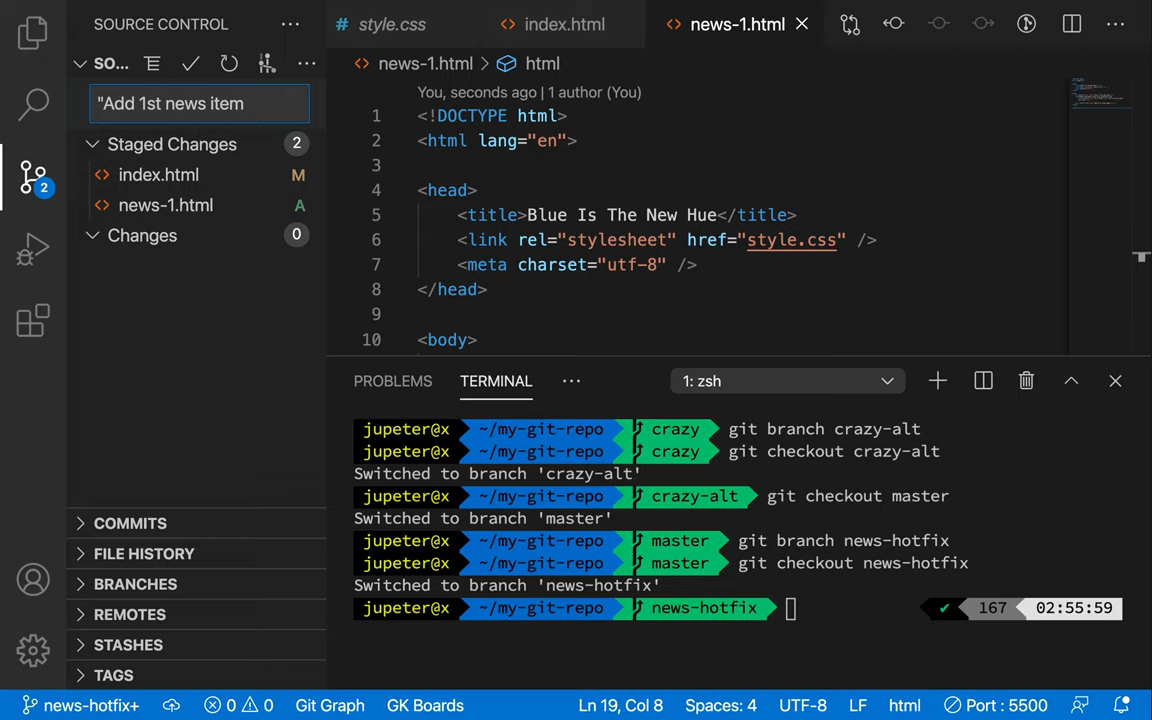 SOURCE CONTROL
# style.css
index.html
news-1.html
SO...
news-1.html > html
"Add 1st news item
You, seconds ago | 1 author (You)
Staged Changes 2
index.html M
news-1.html A
Changes 0
2
1 <!DOCTYPE html>
2 <html lang="en">
3
4 <head>
5 <title>Blue Is The New Hue</title>
6 <link rel="stylesheet" href="style.css" />
7 <meta charset="utf-8" />
8 </head>
9
10 <body>
PROBLEMS TERMINAL 1: zsh
jupeter@x ~/my-git-repo crazy git branch crazy-alt
jupeter@x ~/my-git-repo crazy git checkout crazy-alt
Switched to branch 'crazy-alt'
jupeter@x ~/my-git-repo crazy-alt git checkout master
Switched to branch 'master'
jupeter@x ~/my-git-repo master git branch news-hotfix
jupeter@x ~/my-git-repo master git checkout news-hotfix
Switched to branch 'news-hotfix'
jupeter@x ~/my-git-repo news-hotfix 167 02:55:59
COMMITS
FILE HISTORY
BRANCHES
REMOTES
STASHES
TAGS
news-hotfix+ 0 0 Git Graph GK Boards Ln 19, Col 8 Spaces: 4 UTF-8 LF html Port : 5500